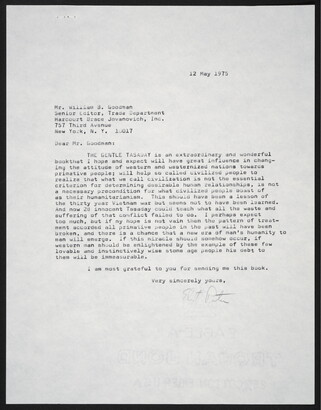 12 May 1975
Mr. William B. Goodman
Senior Editor, Trade Department
Harcourt Brace Jovanovich, Inc.
757 Third Avenue
New York, N. Y. 10017
Dear Mr. Goodman:
THE GENTLE TASADAY is an extraordinary and wonderful
book that I hope and expect will have great influence in chang-
ing the attitude of western and westernized nations towards
primitive people; will help so called civilized people to
realize that what we call civilization is not the essential
criterion for determining desirable human relationships, is not
a necessary precondition for what civilized people boast of
as their humanitarianism. This should have been a lesson of
the thirty year Vietnam war but seems not to have been learned.
And now 26 innocent Tasaday could teach what all the waste and
suffering of that conflict failed to do. I perhaps expect
too much, but if my hope is not vain then the pattern of treat-
ment accorded all primitive people in the past will have been
broken, and there is a chance that a new era of man's humanity to
man will emerge. If this miracle should somehow occur, if
western man should be enlightened by the example of these few
lovable and instinctively wise stone age people his debt to
them will be immeasurable.
I am most grateful to you for sending me this book.
Very sincerely yours,